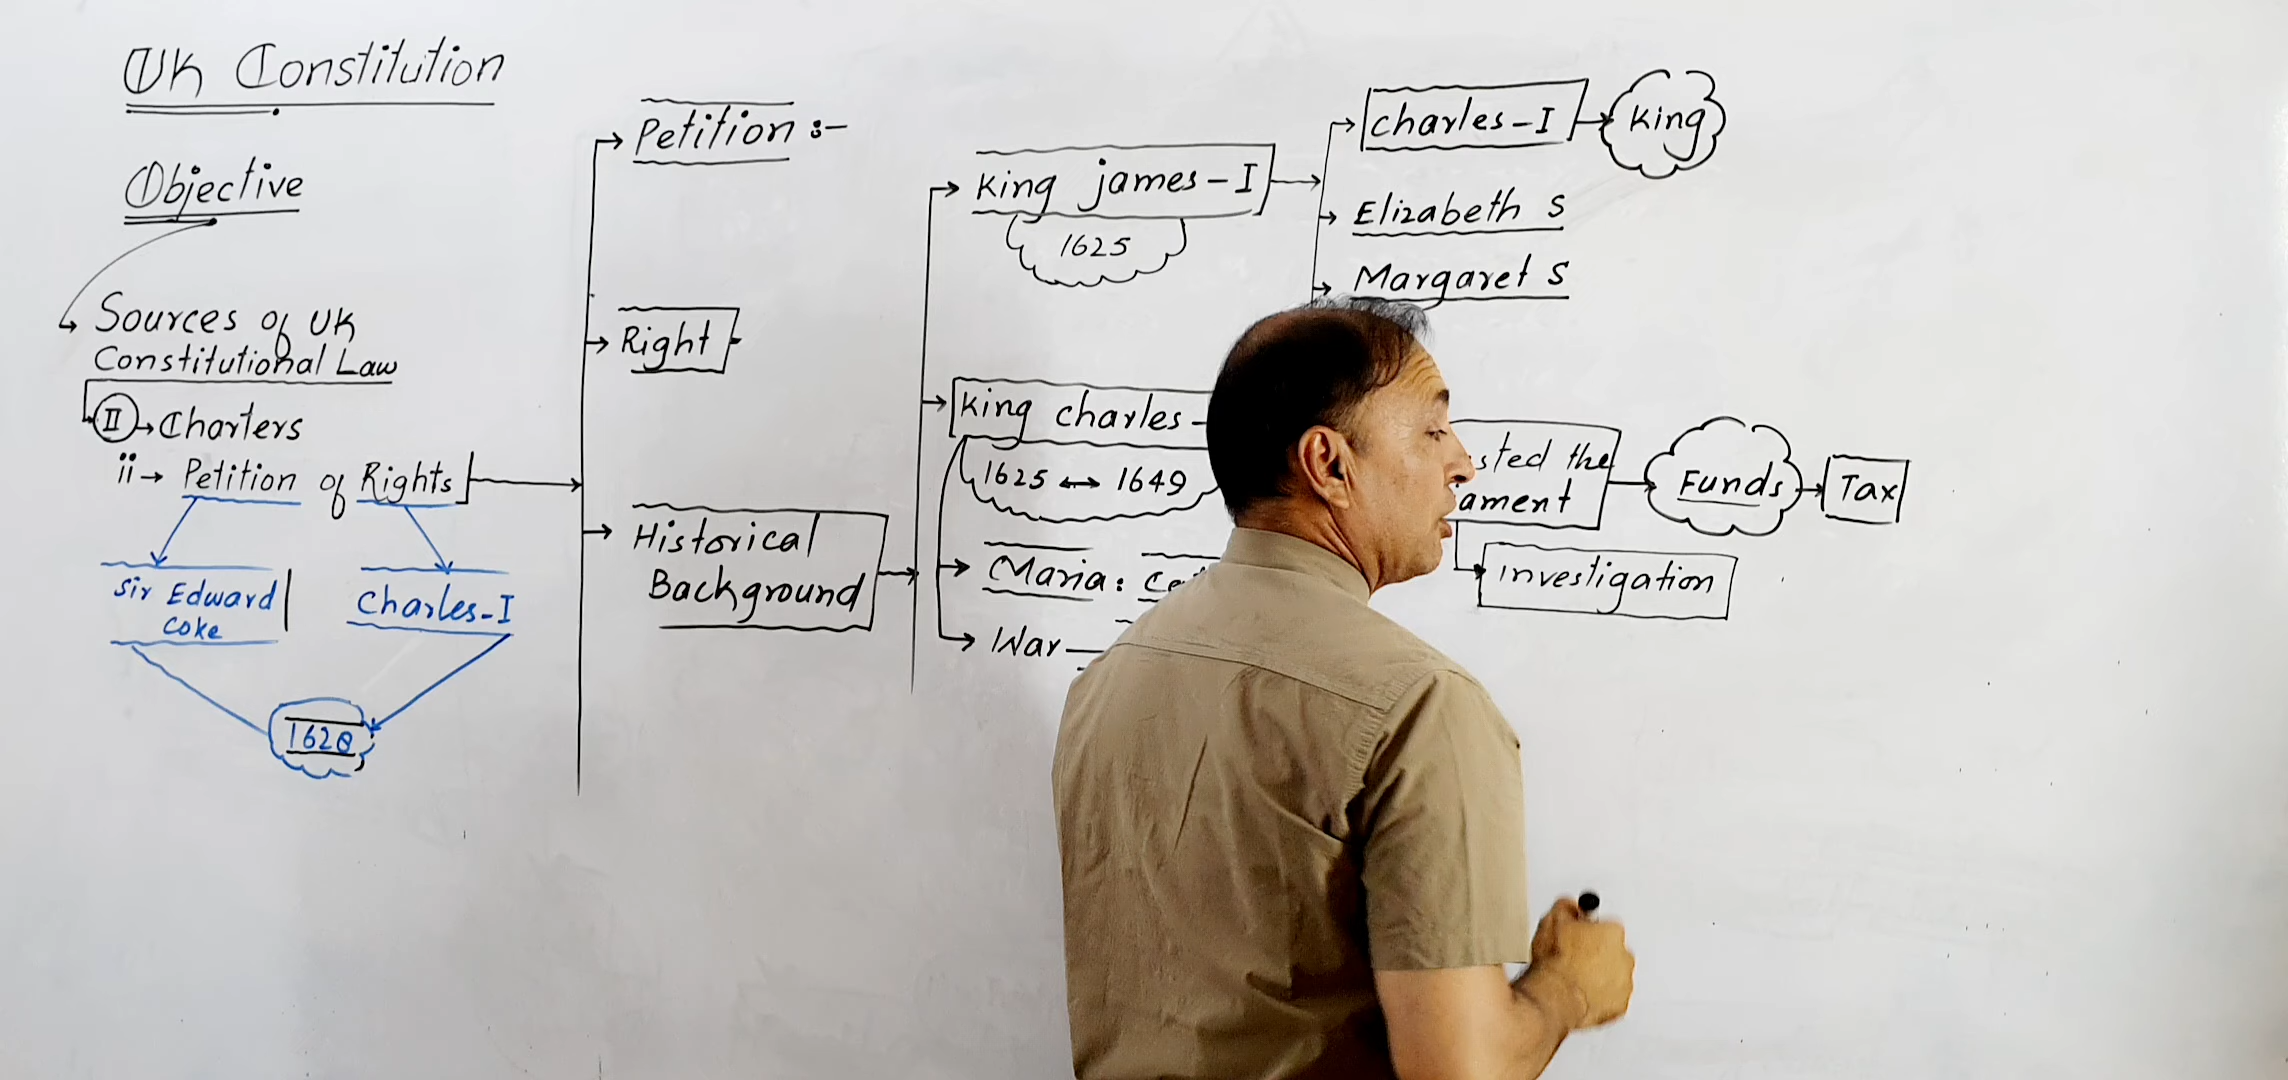 UK Constitution
Objective
Sources of UK
Constitutional Law
II → Charters
ii → Petition of Rights
Sir Edward
Coke
Charles-I
1628
Petition :-
Right
Historical
Background
King james-I
1625
Charles-I
King
Elizabeth S
Margaret S
King charles-
1625 ↔ 1649
Maria:
War
the
Funds
Tax
investigation